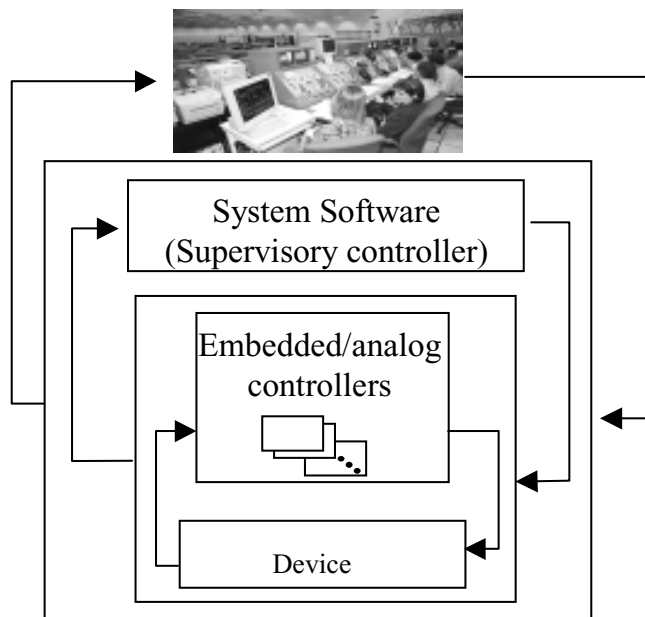 System Software
(Supervisory controller)
Embedded/analog
controllers
Device